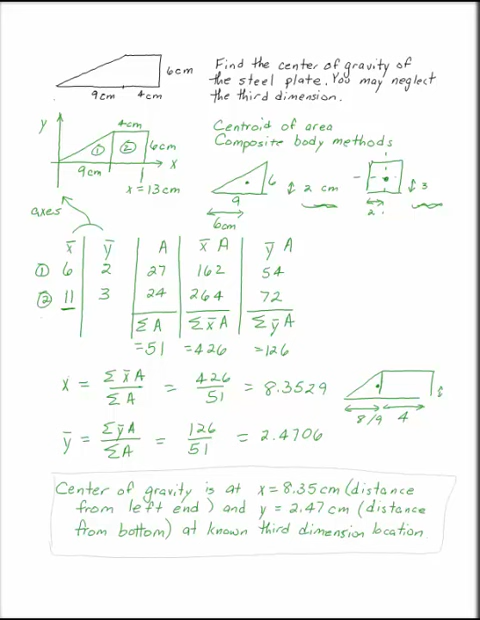 6cm
9cm 4cm
Find the center of gravity of
the steel plate. You may neglect
the third dimension.
y
4cm
① ② 6cm
x
9cm
x = 13cm
axes
Centroid of area
Composite body methods
6 2 cm 3
9 2
6cm
x̄ ȳ A x̄ A ȳ A
① 6 2 27 162 54
② 11 3 24 264 72
ΣA Σx̄A ΣȳA
=51 =426 =126
x = Σx̄A / ΣA = 426 / 51 = 8.3529
8/9 4
ȳ = ΣȳA / ΣA = 126 / 51 = 2.4706
Center of gravity is at x = 8.35 cm (distance
from left end) and y = 2.47 cm (distance
from bottom) at known third dimension location.